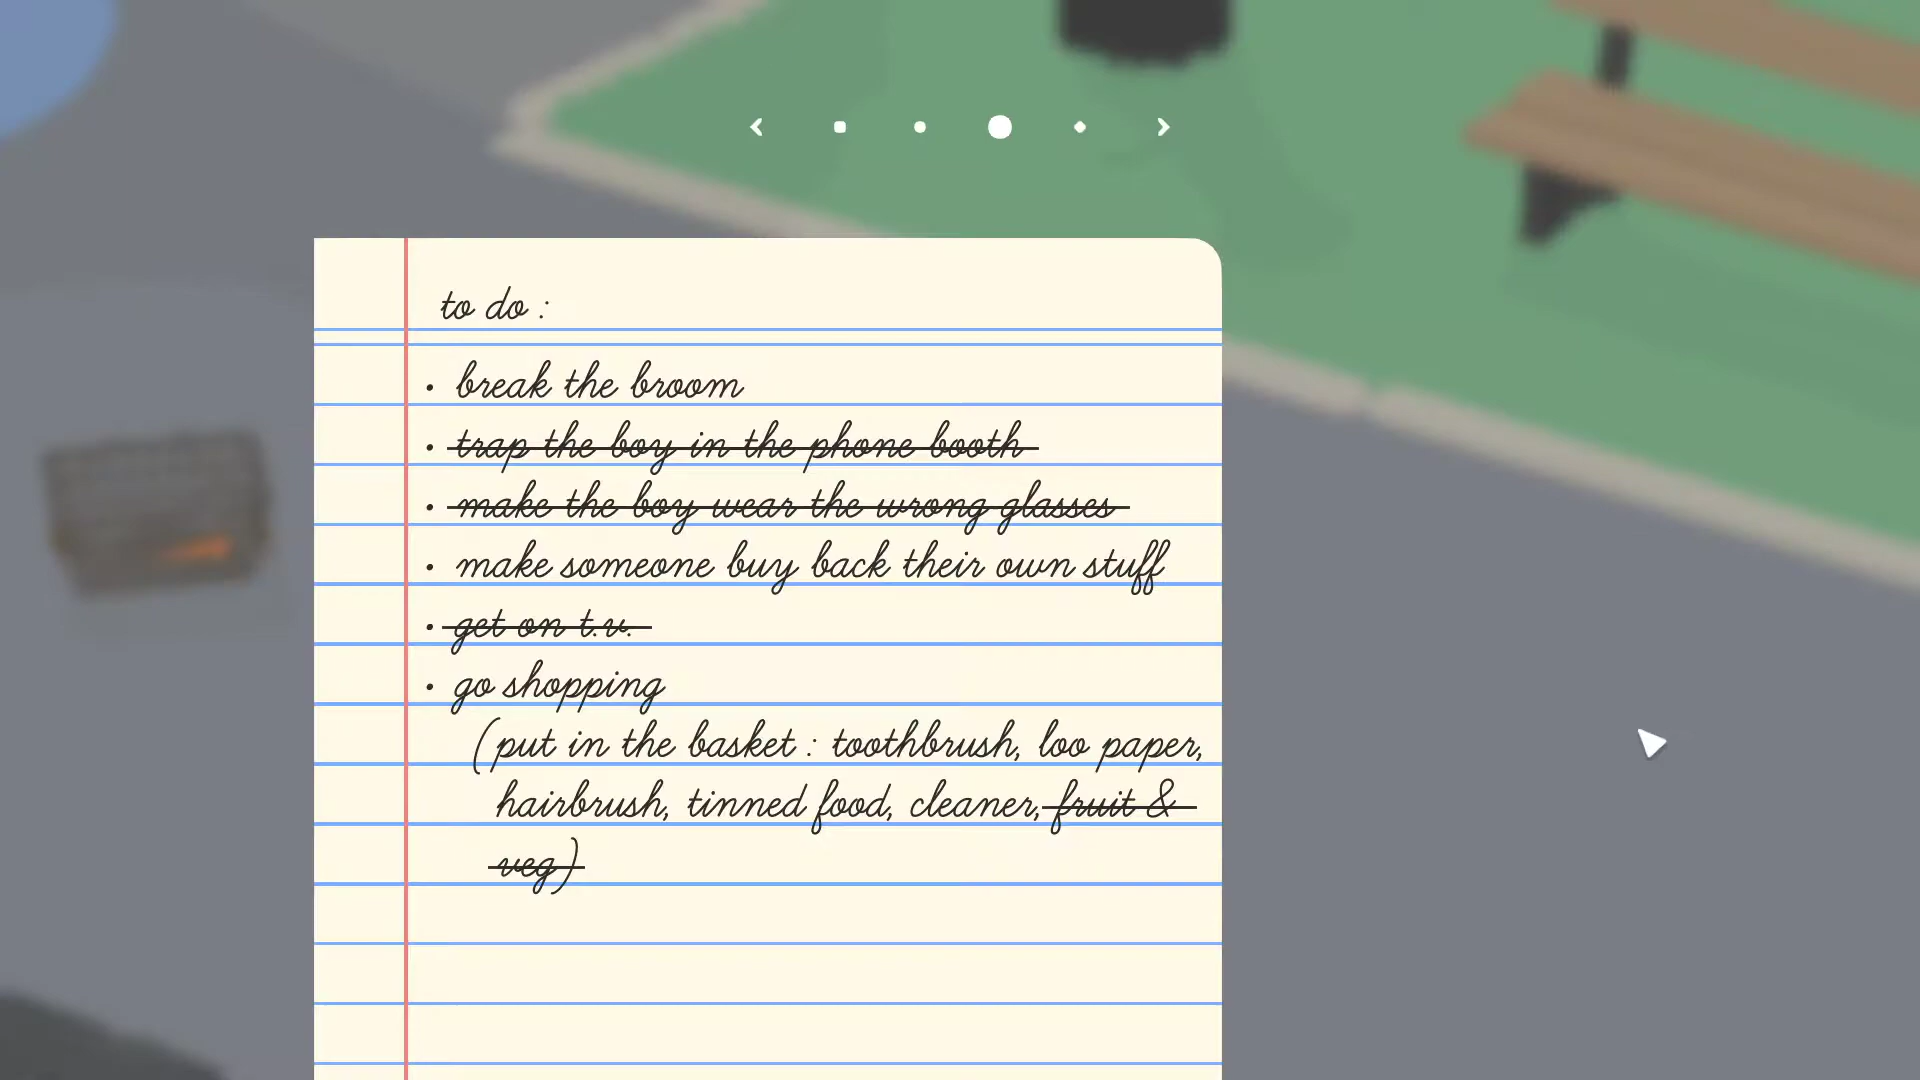 to do :
• break the broom
• trap the boy in the phone booth
• make the boy wear the wrong glasses
• make someone buy back their own stuff
• get on t.v.
• go shopping
(put in the basket : toothbrush, loo paper,
hairbrush, tinned food, cleaner, fruit &
veg)